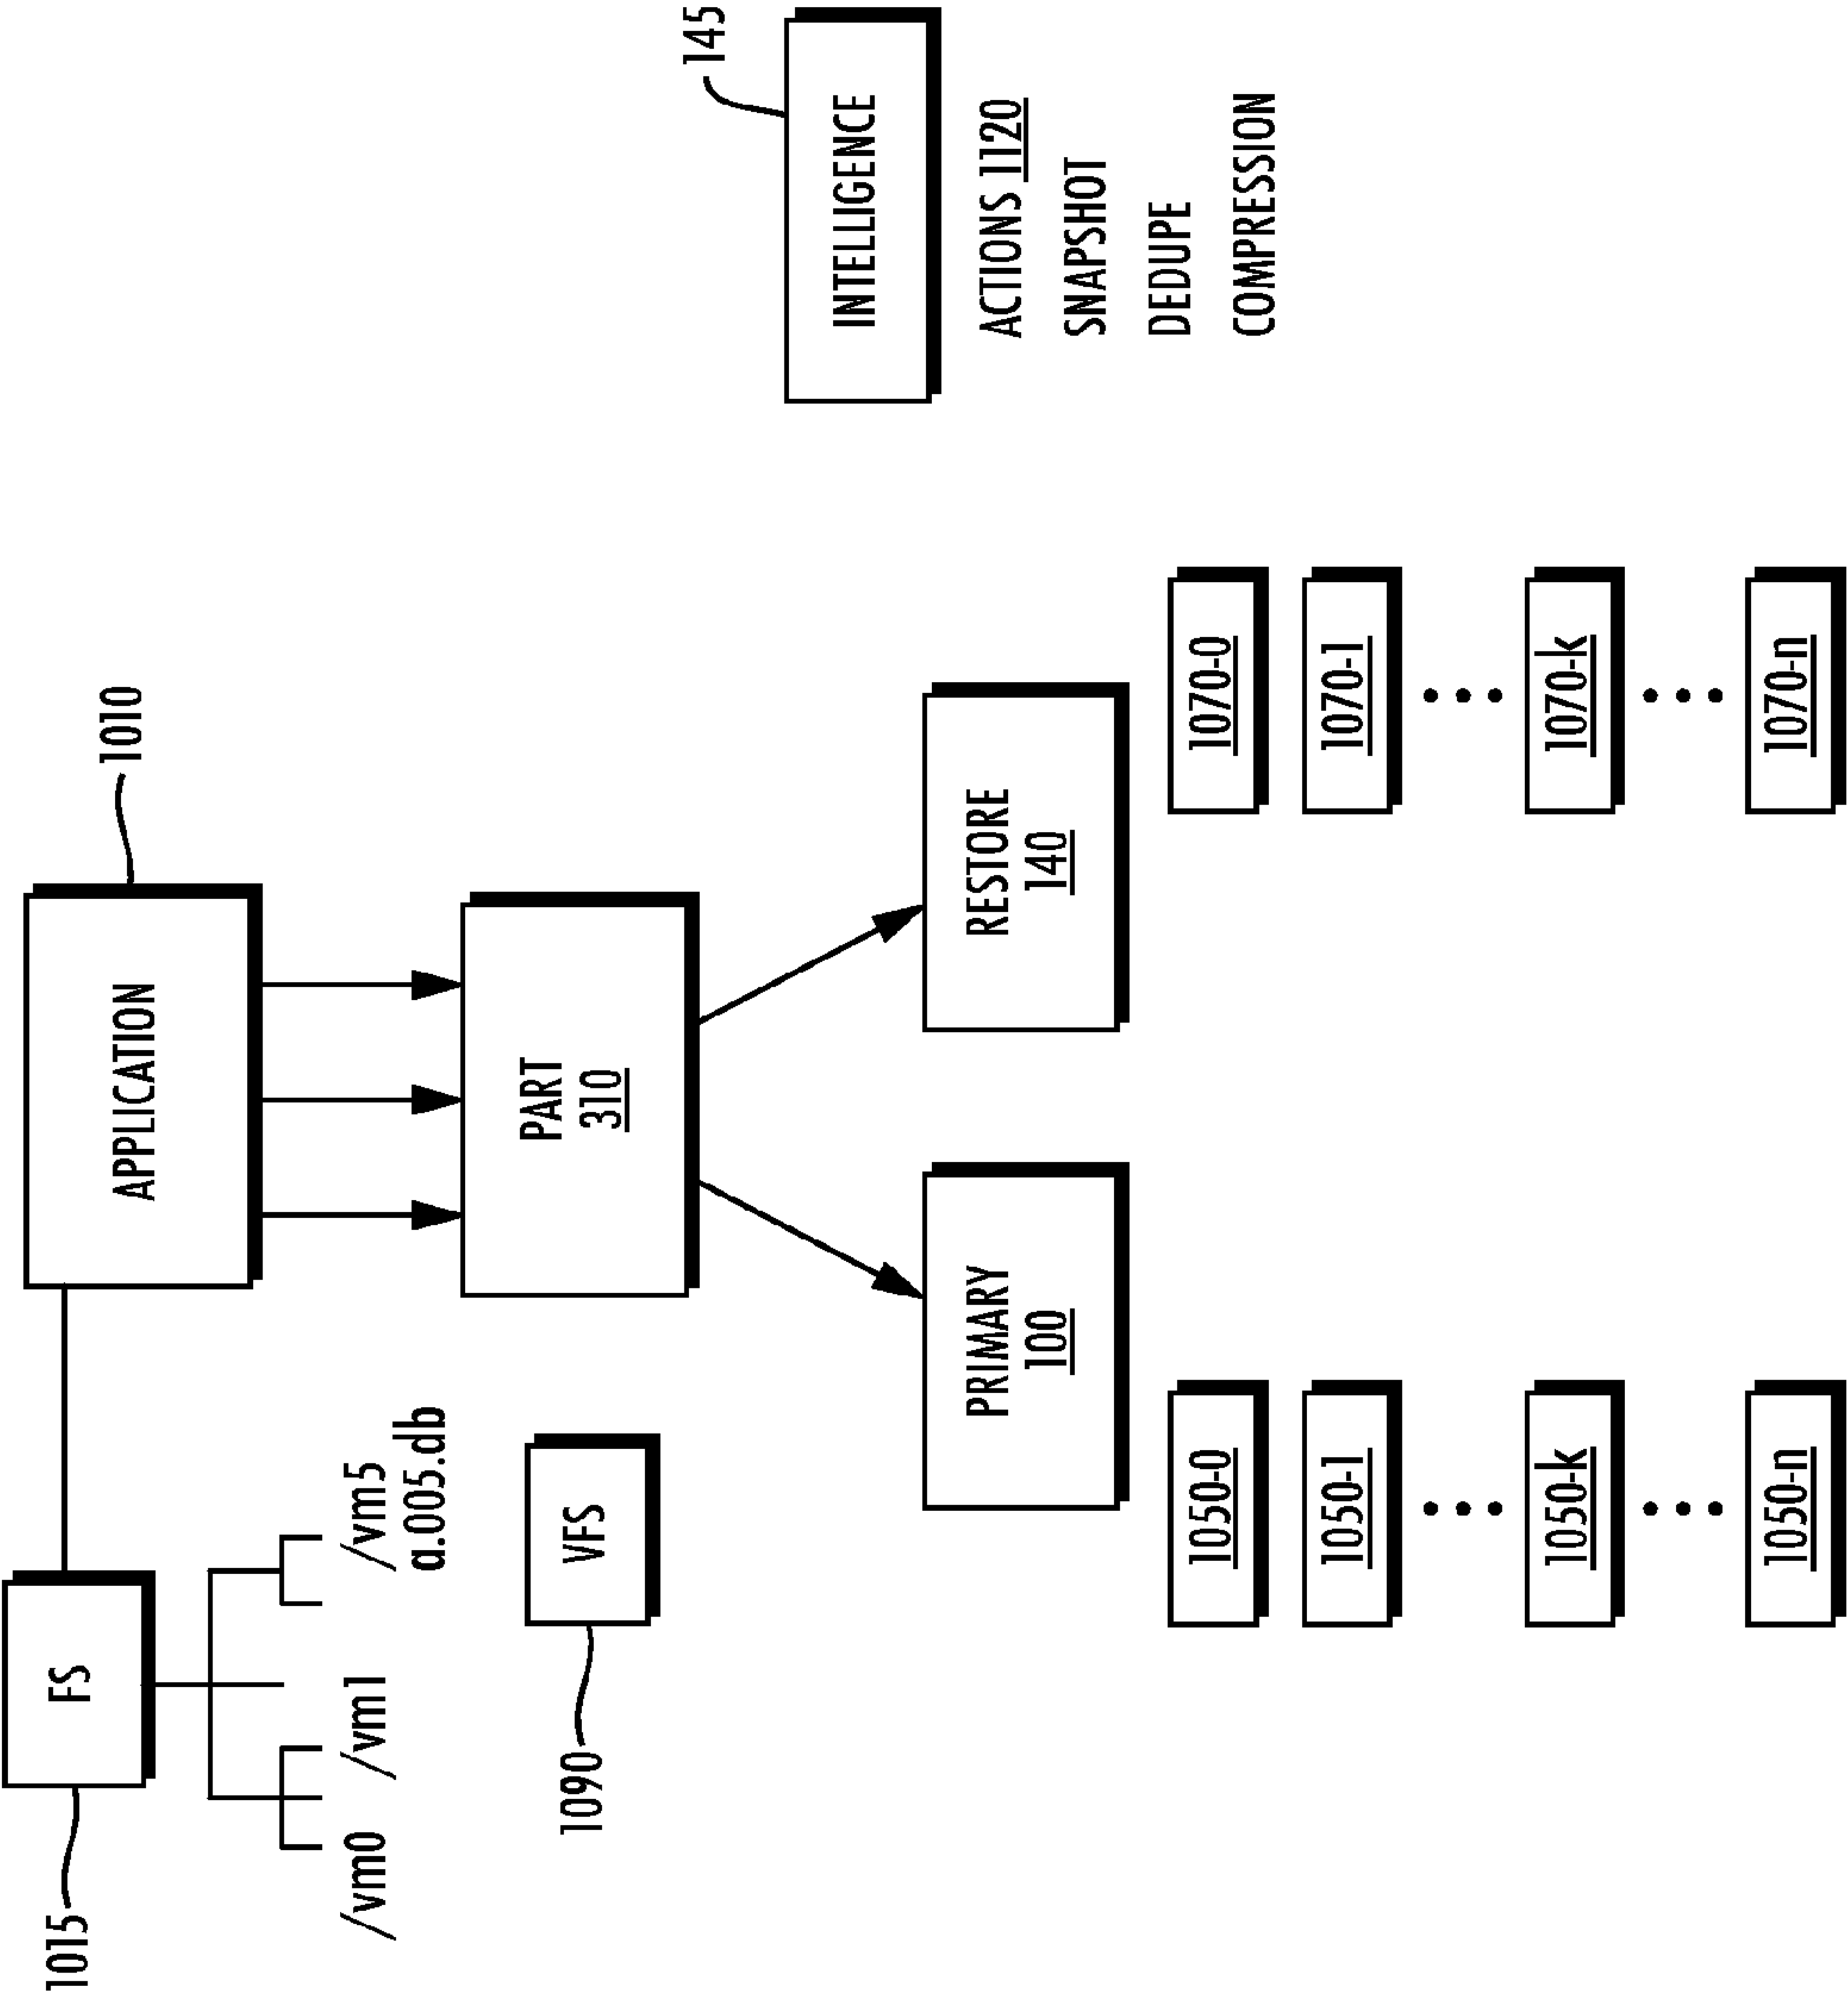 1015
FS
/vm0
/vm1
/vm5
a.005.db
APPLICATION
1010
1090
VFS
PART
310
PRIMARY
100
RESTORE
140
1050-0
1050-1
1050-k
1050-n
1070-0
1070-1
1070-k
1070-n
145
INTELLIGENCE
ACTIONS 1120
SNAPSHOT
DEDUPE
COMPRESSION